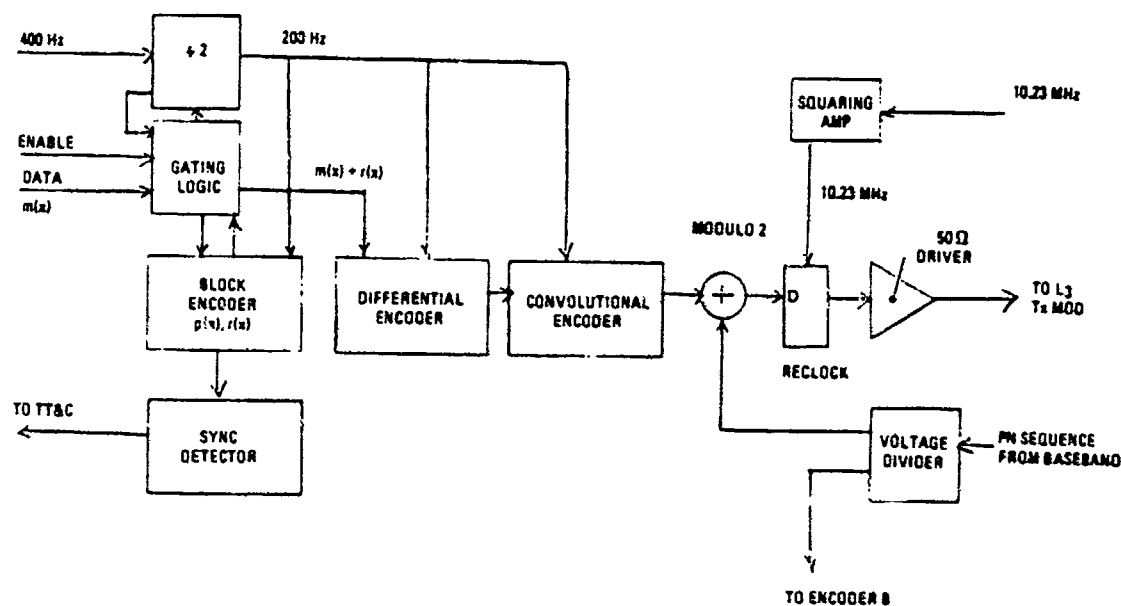 400 Hz
÷ 2
200 Hz
SQUARING
AMP
10.23 MHz
ENABLE
DATA
m(x)
GATING
LOGIC
m(x) + r(x)
10.23 MHz
MODULO 2
50 Ω
DRIVER
BLOCK
ENCODER
p(x), r(x)
DIFFERENTIAL
ENCODER
CONVOLUTIONAL
ENCODER
+
D
TO L3
Tx MOD
RECLOCK
TO TT&C
SYNC
DETECTOR
VOLTAGE
DIVIDER
PN SEQUENCE
FROM BASEBAND
TO ENCODER B